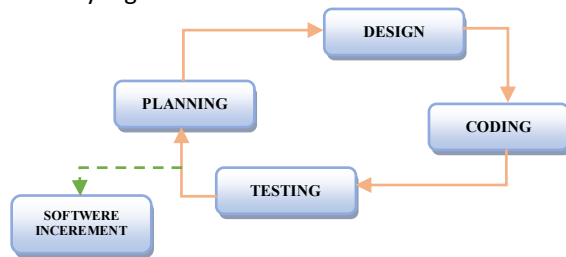 DESIGN
PLANNING
CODING
TESTING
SOFTWERE
INCEREMENT